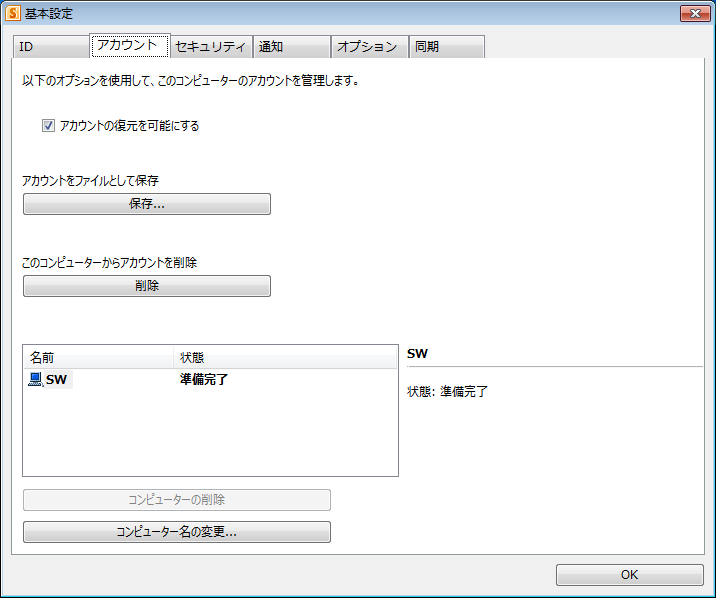 基本設定
ID アカウント セキュリティ 通知 オプション 同期
以下のオプションを使用して、このコンピューターのアカウントを管理します。
アカウントの復元を可能にする
アカウントをファイルとして保存
保存...
このコンピューターからアカウントを削除
削除
名前 状態
SW 準備完了
SW
状態: 準備完了
コンピューターの削除
コンピューター名の変更...
OK